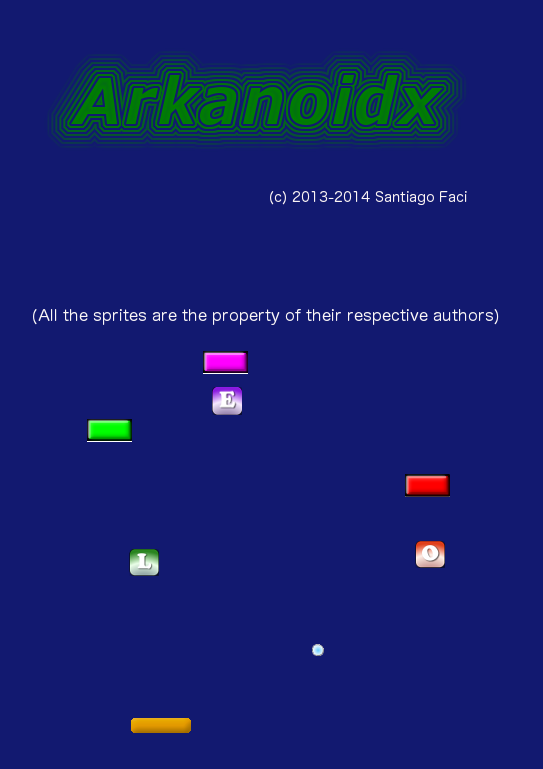 Arkanoidx
(c) 2013-2014 Santiago Faci
(All the sprites are the property of their respective authors)
E
L
O